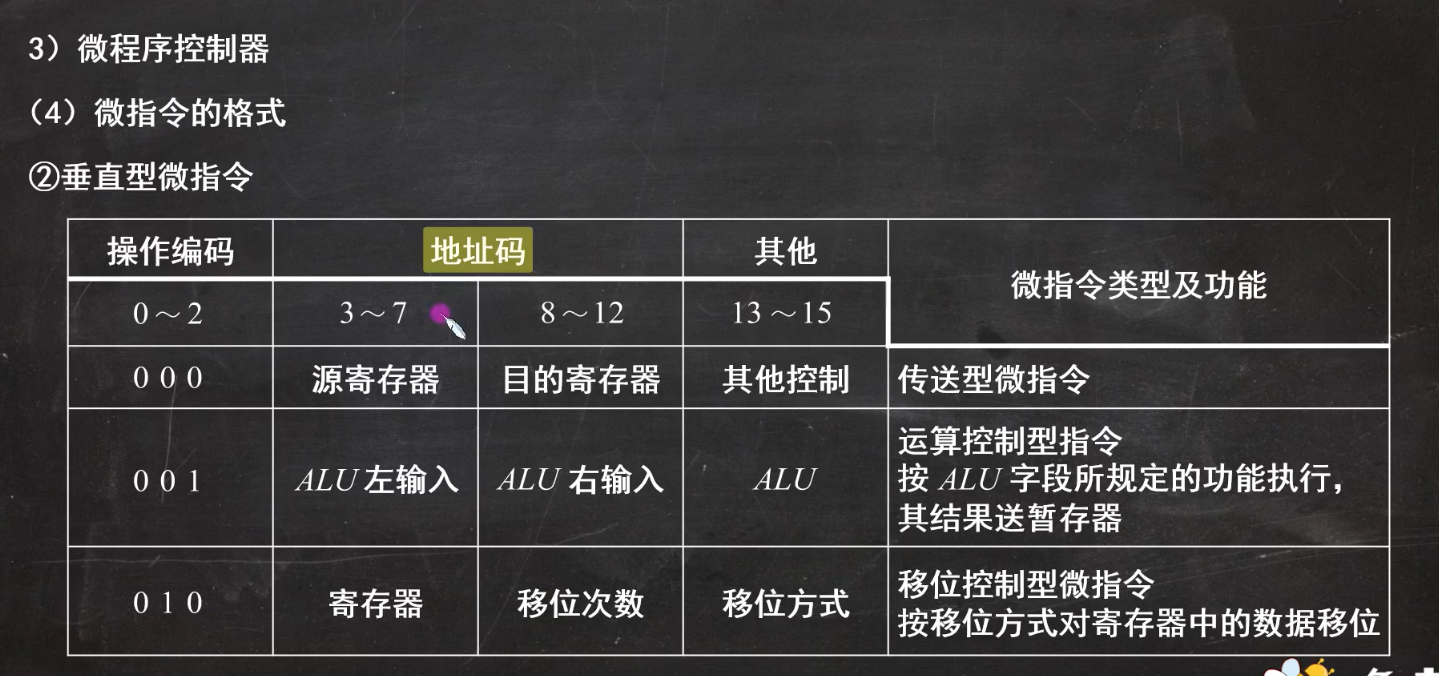 3）微程序控制器
（4）微指令的格式
②垂直型微指令
操作编码 地址码 其他 微指令类型及功能
0～2 3～7 8～12 13～15
0 0 0 源寄存器 目的寄存器 其他控制 传送型微指令
0 0 1 ALU 左输入 ALU 右输入 ALU 运算控制型指令
按 ALU 字段所规定的功能执行，
其结果送暂存器
0 1 0 寄存器 移位次数 移位方式 移位控制型微指令
按移位方式对寄存器中的数据移位